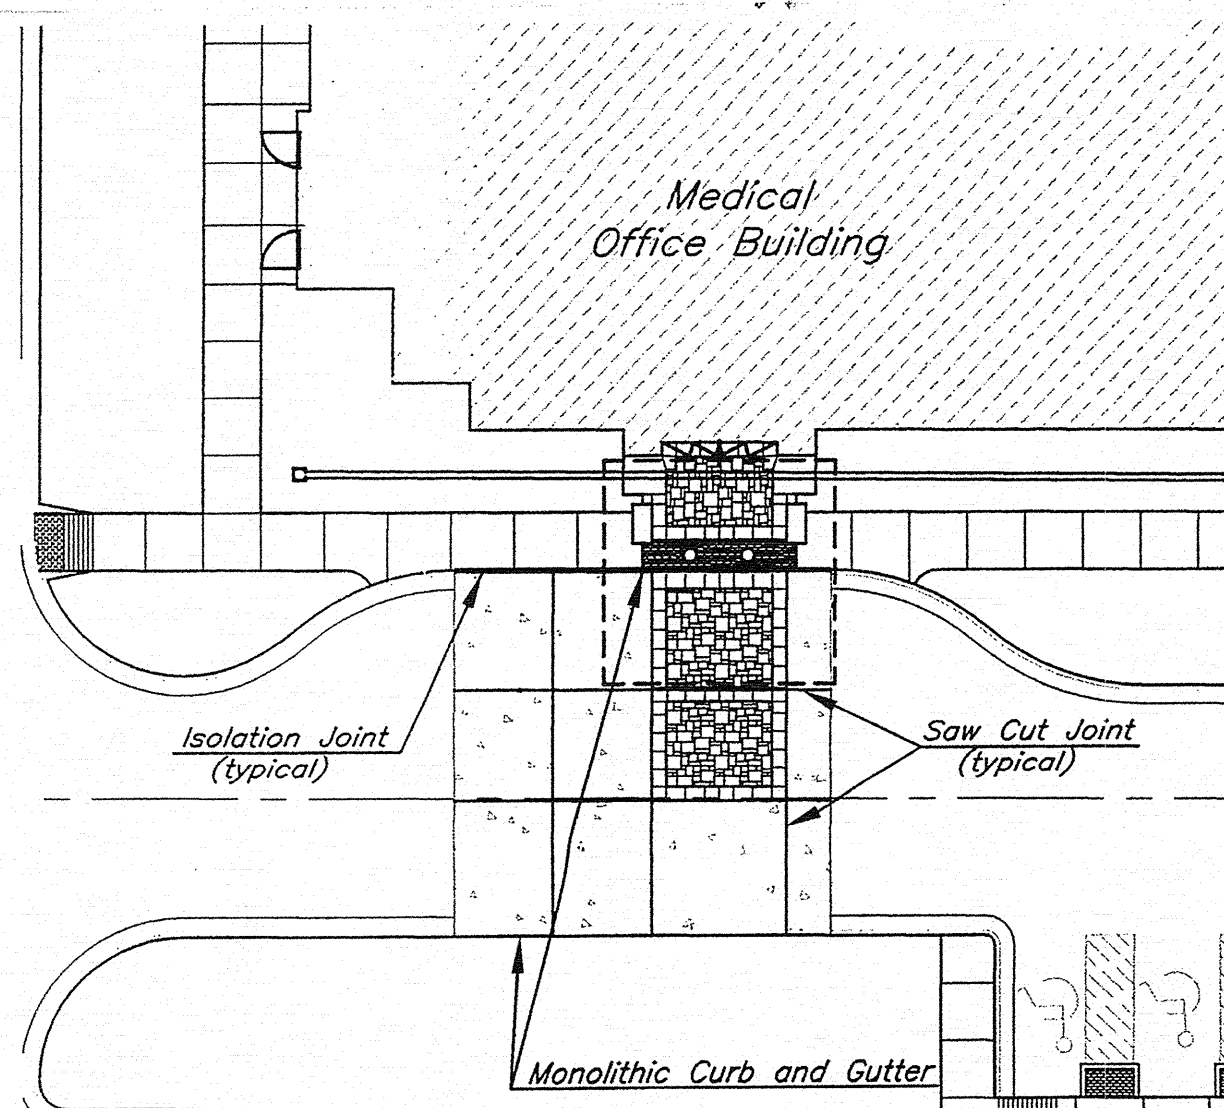 Medical
Office Building
Isolation Joint
(typical)
Saw Cut Joint
(typical)
Monolithic Curb and Gutter